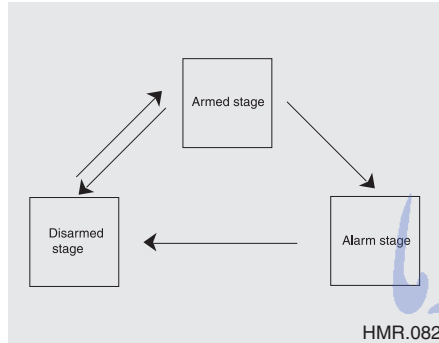 Armed stage
Disarmed
stage
Alarm stage
HMR.082